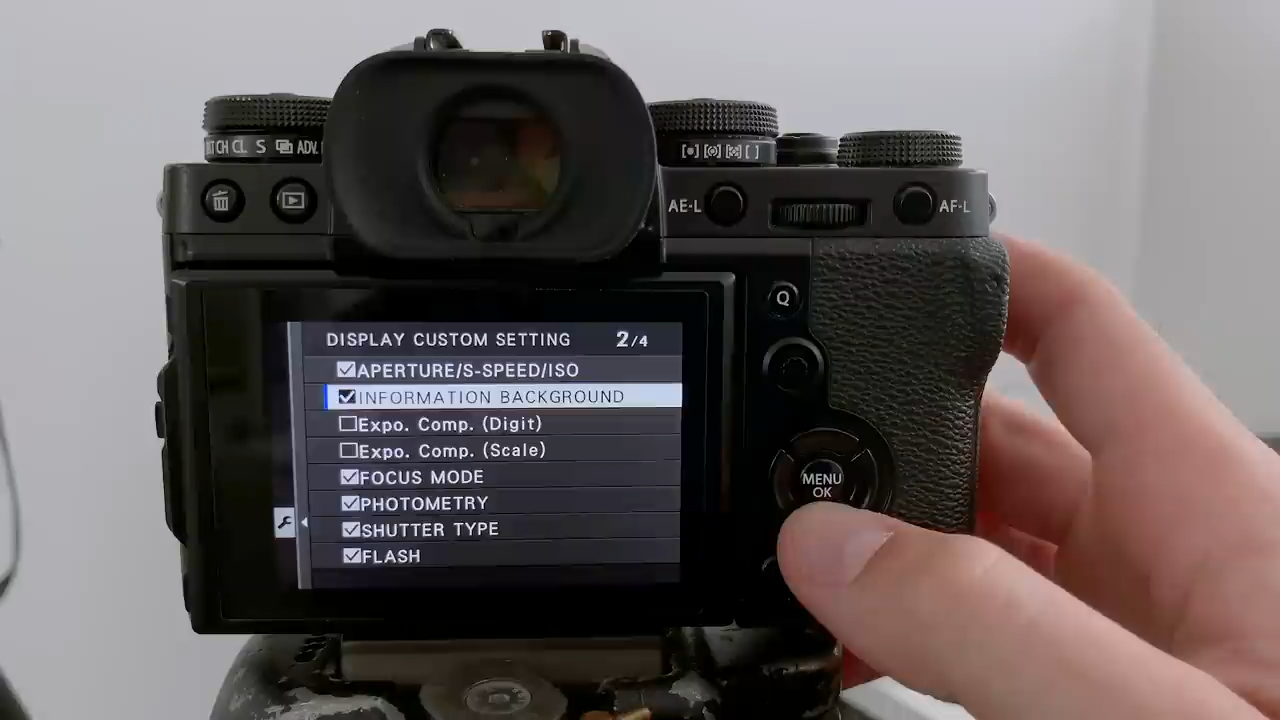 CH CL S ADV.
AE-L
AF-L
Q
DISPLAY CUSTOM SETTING 2/4
APERTURE/S-SPEED/ISO
INFORMATION BACKGROUND
Expo. Comp. (Digit)
Expo. Comp. (Scale)
FOCUS MODE
PHOTOMETRY
SHUTTER TYPE
FLASH
MENU
OK